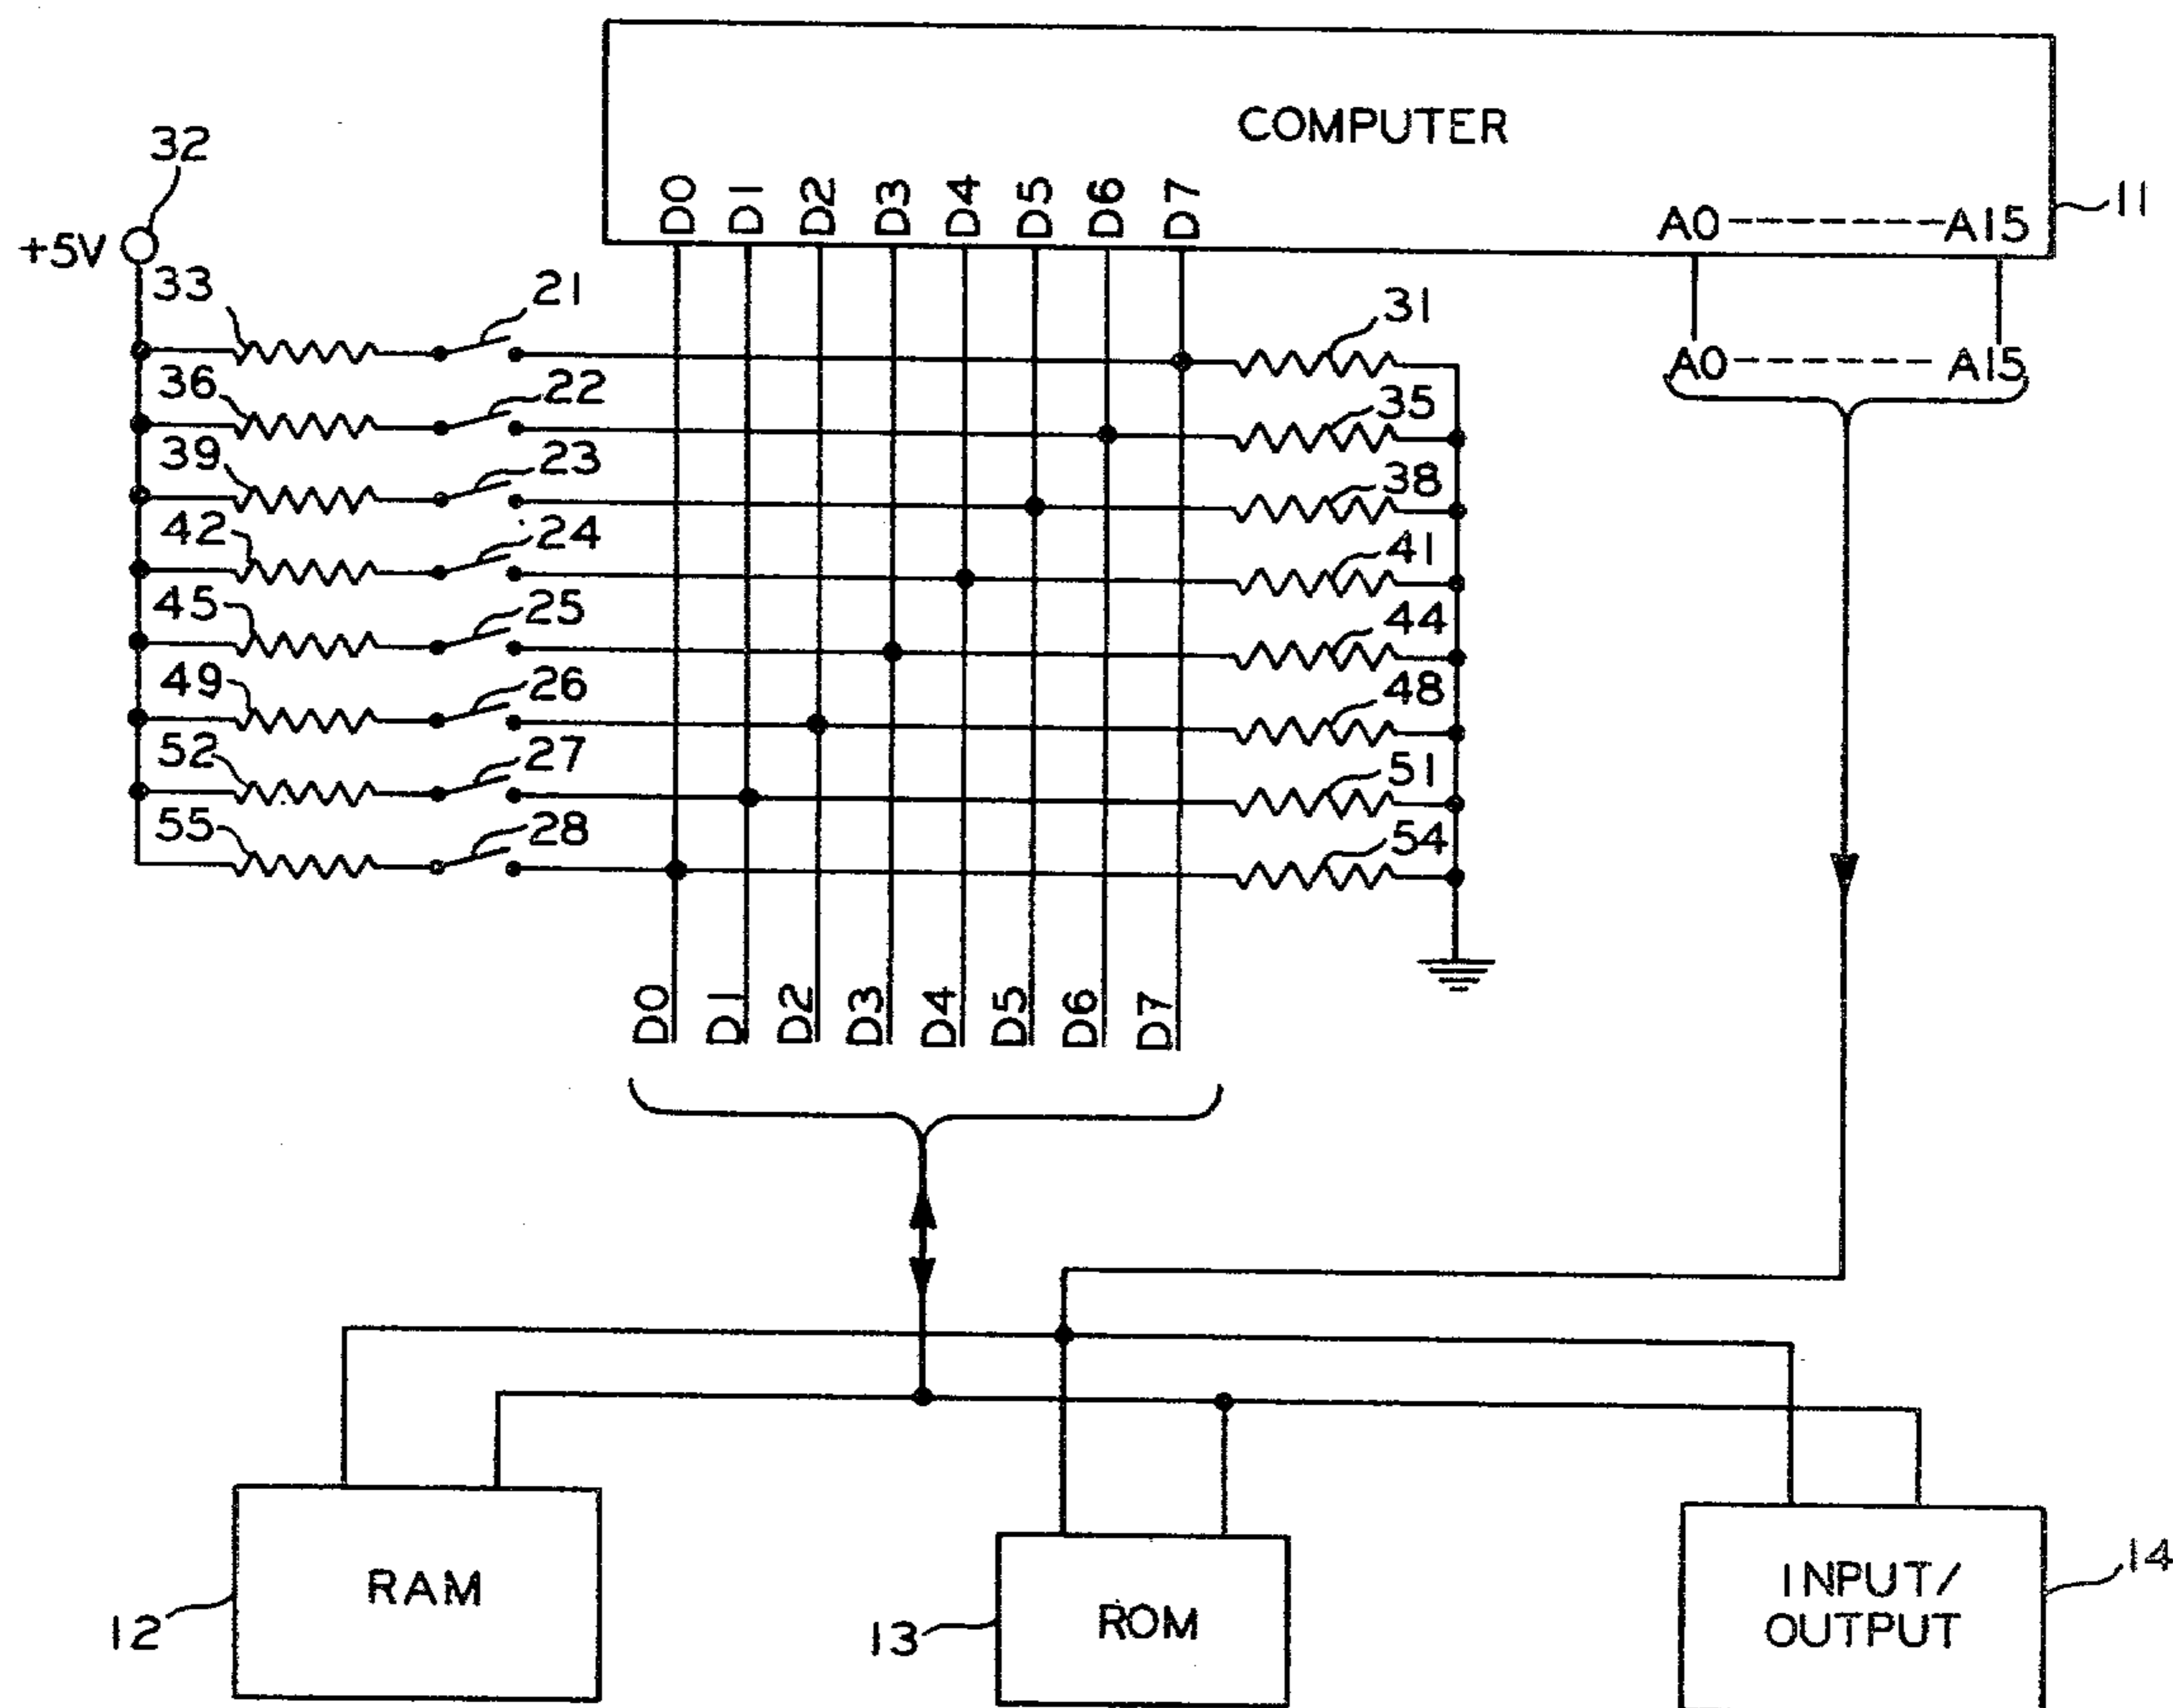 COMPUTER
D0 D1 D2 D3 D4 D5 D6 D7
A0 A15
11
32
+5V
33 21 31
A0 A15
36 22 35
39 23 38
42 24 41
45 25 44
49 26 48
52 27 51
55 28 54
D0 D1 D2 D3 D4 D5 D6 D7
RAM
12
ROM
13
INPUT/
OUTPUT
14